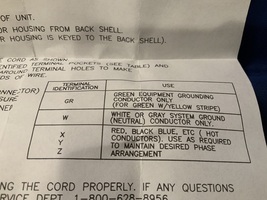 OF UNIT.
OR HOUSING FROM BACK SHELL.
OR HOUSING IS KEYED TO THE BACK SHELL).
CORD AS SHOWN
TERMINAL POCKETS (SEE TABLE) AND
AROUND TERMINAL HOLES TO MAKE
OF WIRE.
TERMINAL IDENTIFICATION USE
GR GREEN EQUIPMENT GROUNDING
CONDUCTOR ONLY
(FOR GREEN W/YELLOW STRIPE)
W WHITE OR GRAY SYSTEM GROUND
(NEUTRAL) CONDUCTOR ONLY.
X RED, BLACK BLUE, ETC ( HOT
Y CONDUCTORS). USE AS REQUIRED
Z TO MAINTAIN DESIRED PHASE
ARRANGEMENT
THE CORD PROPERLY. IF ANY QUESTIONS
DEPT. 1-800-628-8956